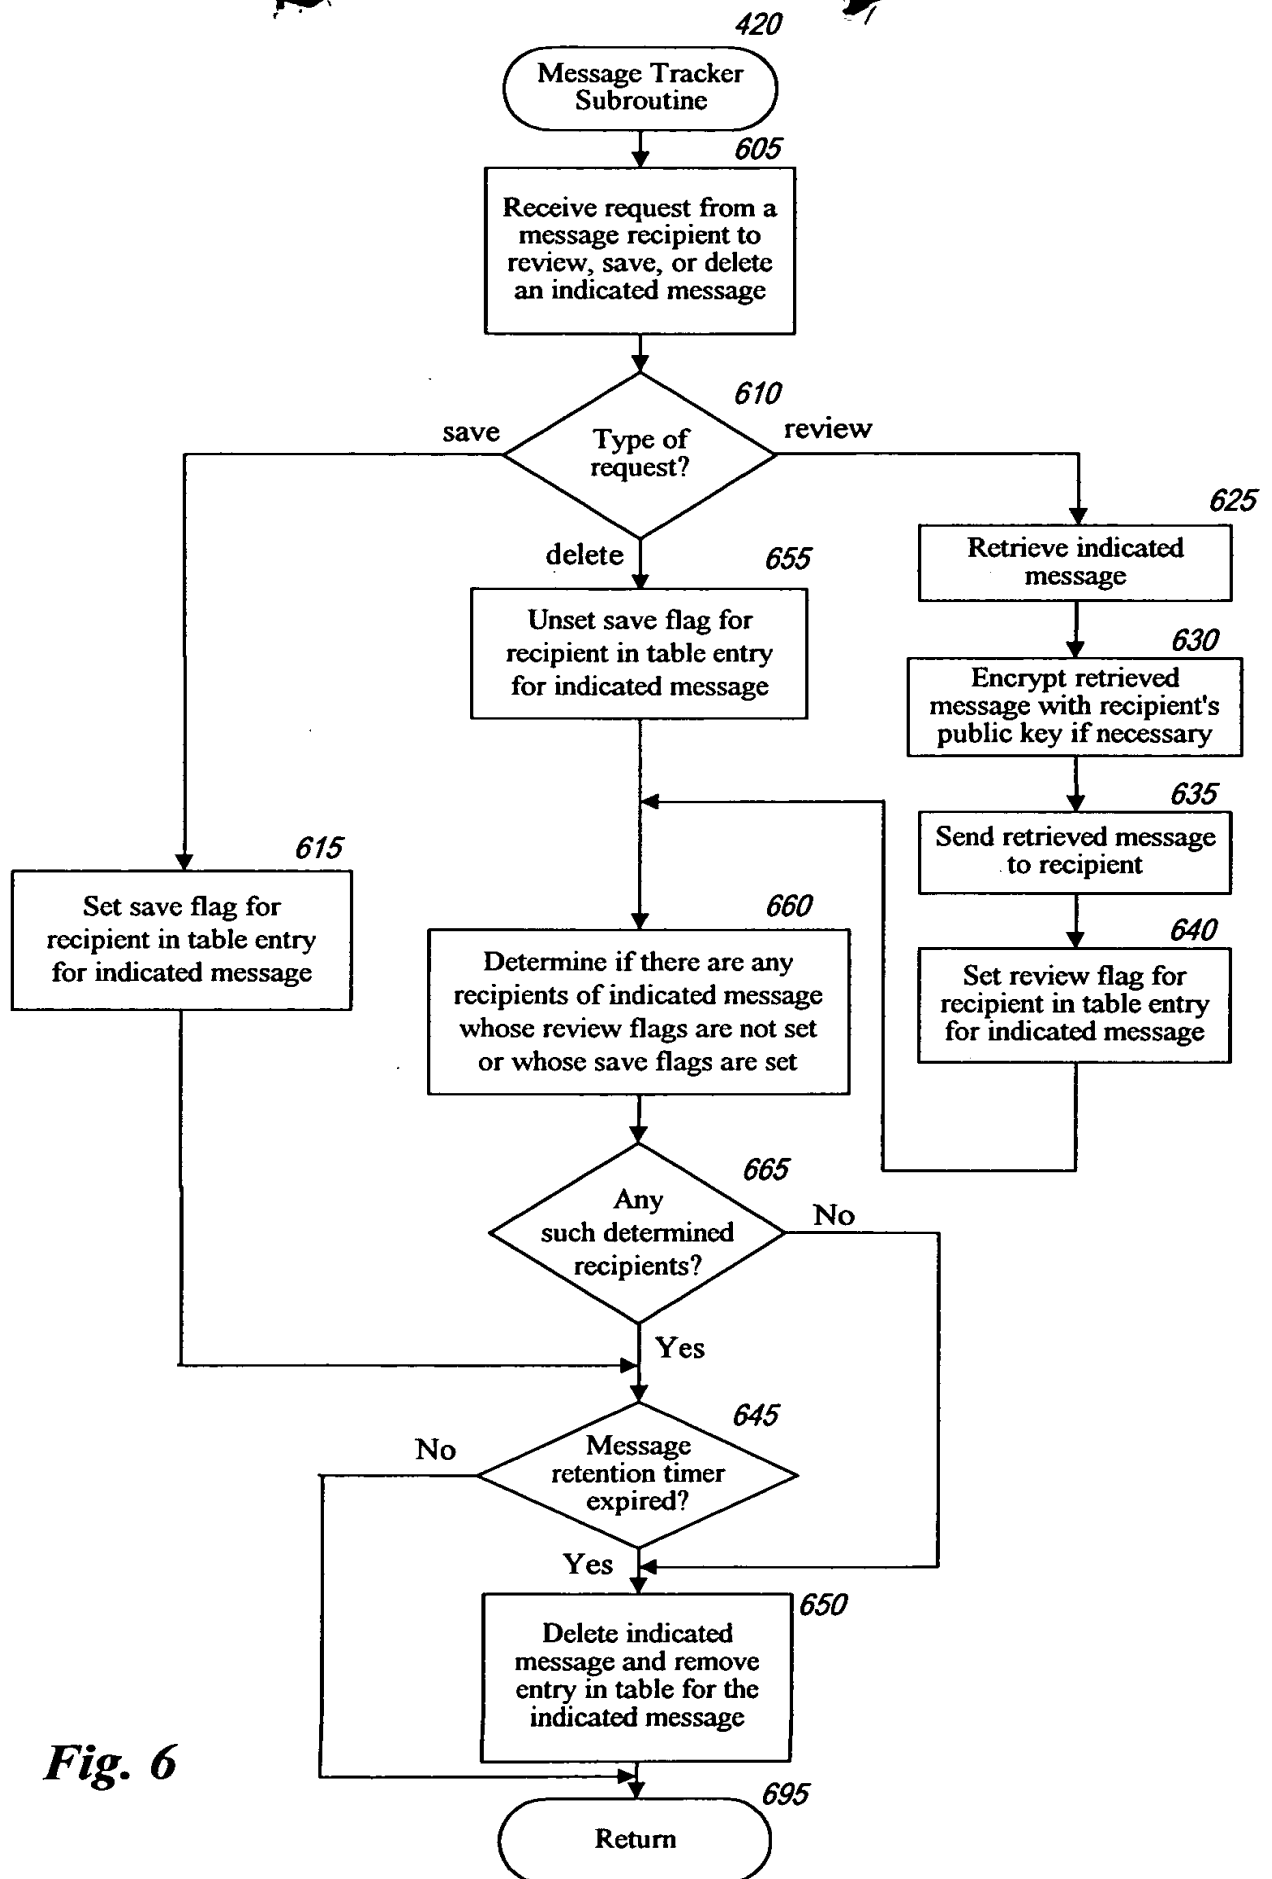 420
Message Tracker
Subroutine
605
Receive request from a
message recipient to
review, save, or delete
an indicated message
610
save
review
Type of
request?
625
delete
655
Retrieve indicated
message
Unset save flag for
recipient in table entry
for indicated message
630
Encrypt retrieved
message with recipient's
public key if necessary
635
Send retrieved message
to recipient
615
Set save flag for
recipient in table entry
for indicated message
660
Determine if there are any
recipients of indicated message
whose review flags are not set
or whose save flags are set
640
Set review flag for
recipient in table entry
for indicated message
665
Any
such determined
recipients?
No
Yes
645
No
Message
retention timer
expired?
Yes
650
Delete indicated
message and remove
entry in table for the
indicated message
Fig. 6
695
Return